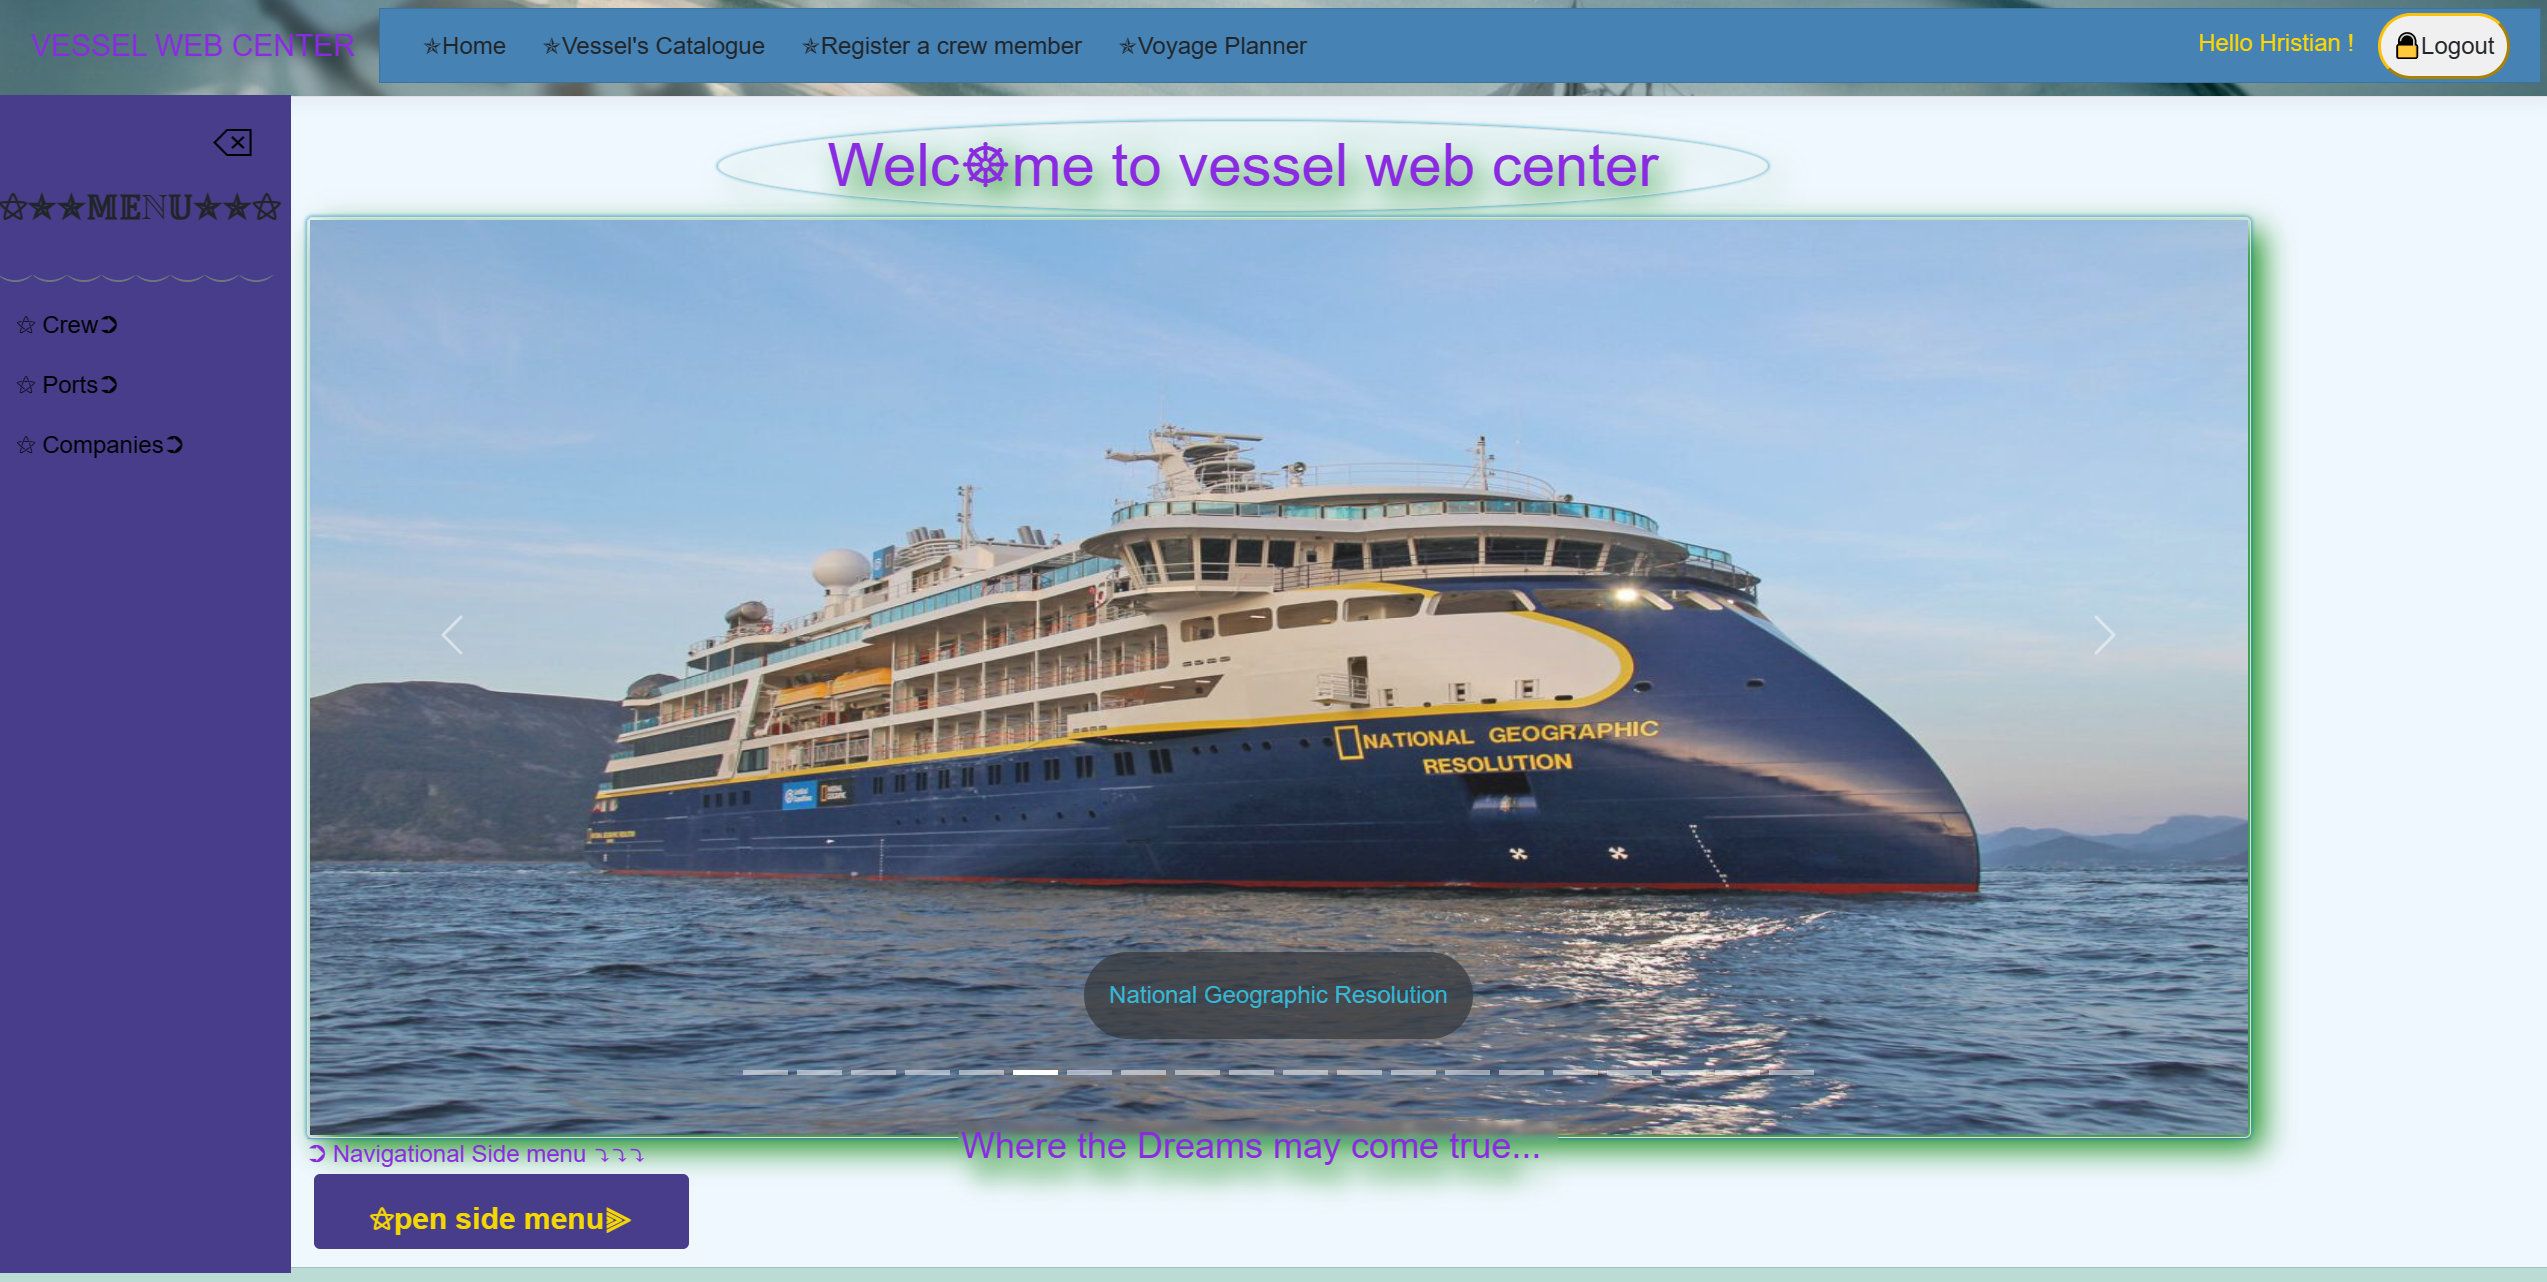 VESSEL WEB CENTER
✯Home ✯Vessel's Catalogue ✯Register a crew member ✯Voyage Planner
Hello Hristian !
Logout
⚝✭✯𝕄𝔼ℕ𝕌✭✯⚝
⚝ Crew➲
⚝ Ports➲
⚝ Companies➲
Welc☸me to vessel web center
NATIONAL GEOGRAPHIC
RESOLUTION
National Geographic Resolution
Where the Dreams may come true...
➲ Navigational Side menu ⤵⤵⤵
⚝pen side menu⫸